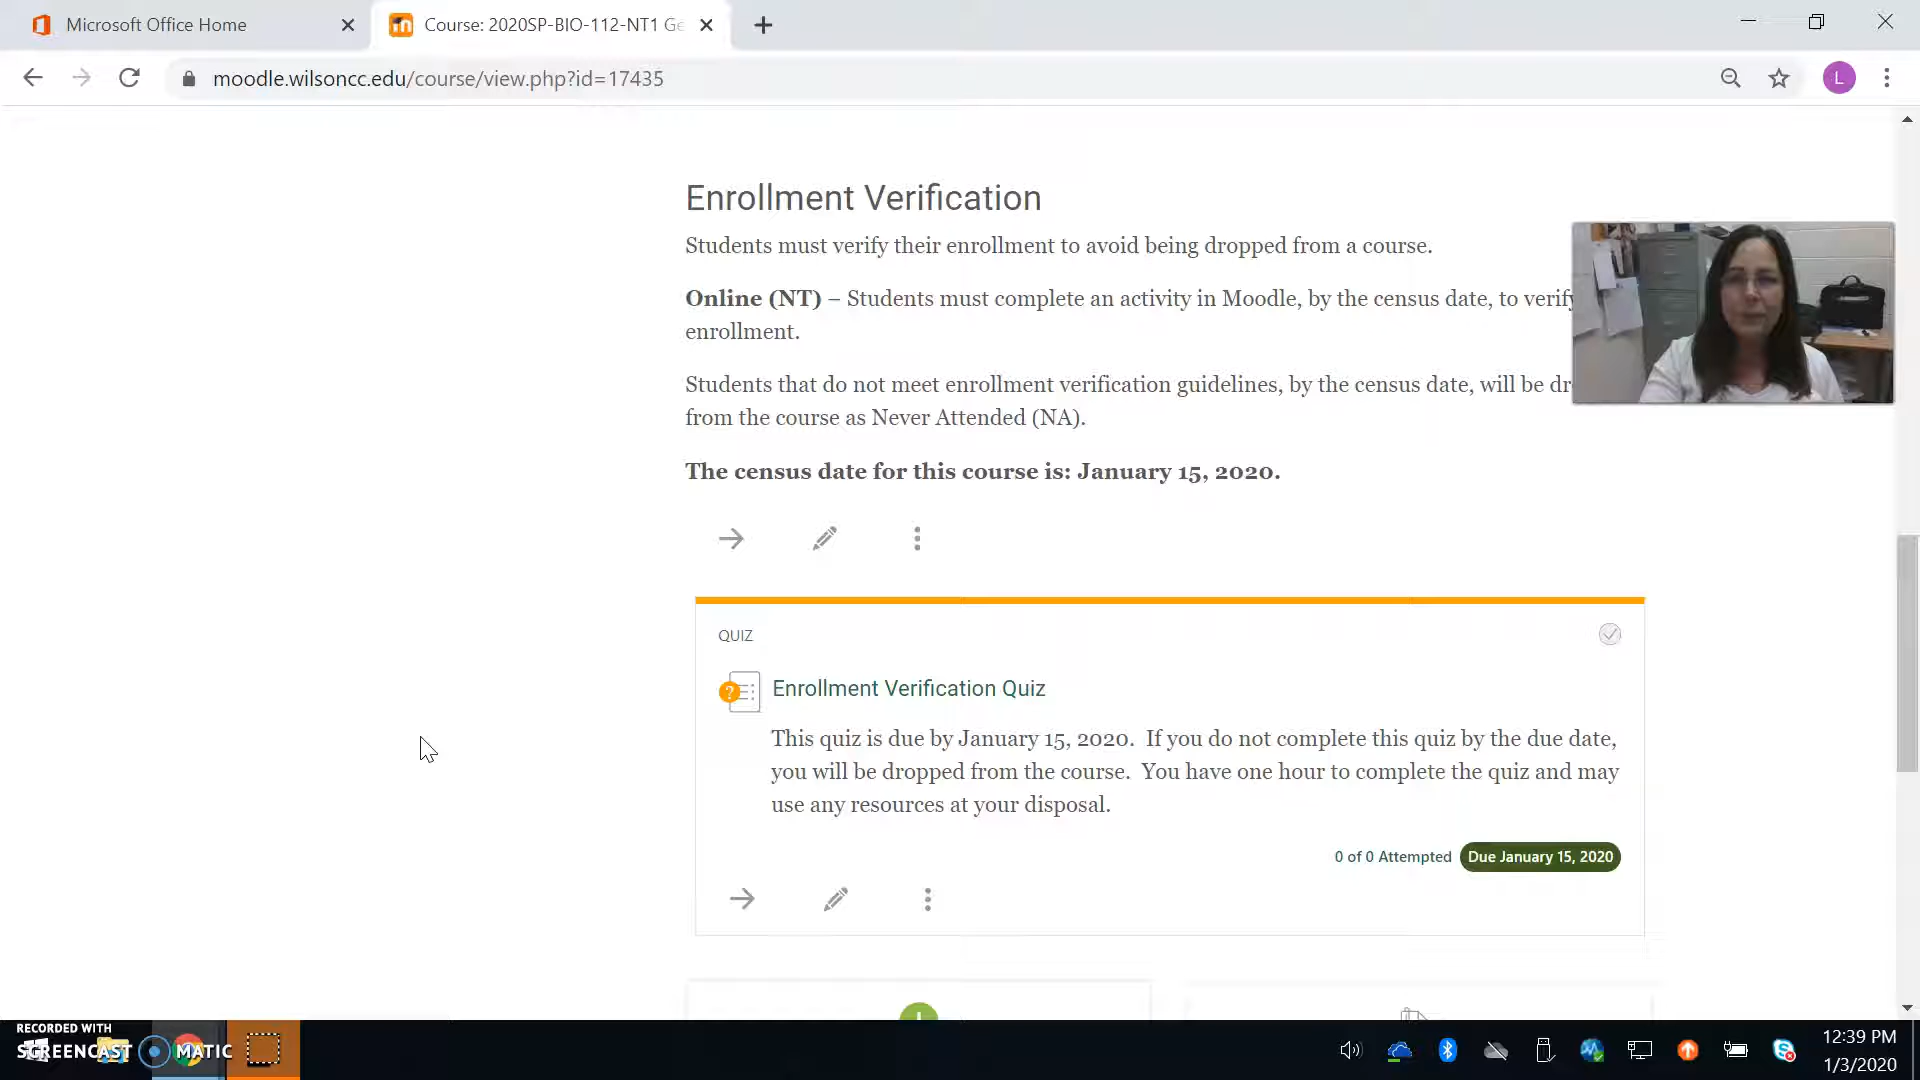 Microsoft Office Home
Course: 2020SP-BIO-112-NT1 Ge
moodle.wilsoncc.edu/course/view.php?id=17435
L
Enrollment Verification
Students must verify their enrollment to avoid being dropped from a course.
Online (NT) – Students must complete an activity in Moodle, by the census date, to verify
enrollment.
Students that do not meet enrollment verification guidelines, by the census date, will be dr
from the course as Never Attended (NA).
The census date for this course is: January 15, 2020.
QUIZ
?
Enrollment Verification Quiz
This quiz is due by January 15, 2020. If you do not complete this quiz by the due date,
you will be dropped from the course. You have one hour to complete the quiz and may
use any resources at your disposal.
0 of 0 Attempted Due January 15, 2020
RECORDED WITH
SCREENCAST MATIC
12:39 PM
1/3/2020